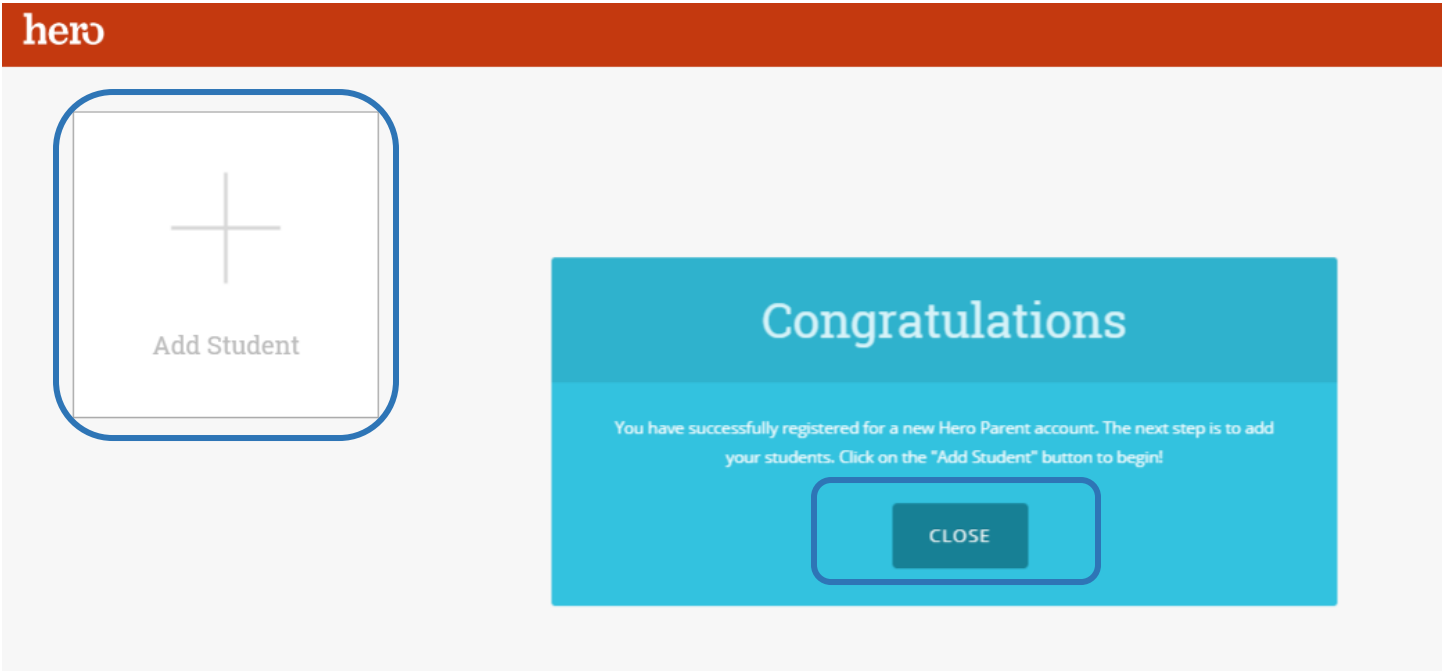 hero
Add Student
Congratulations
You have successfully registered for a new Hero Parent account. The next step is to add
your students. Click on the "Add Student" button to begin!
CLOSE